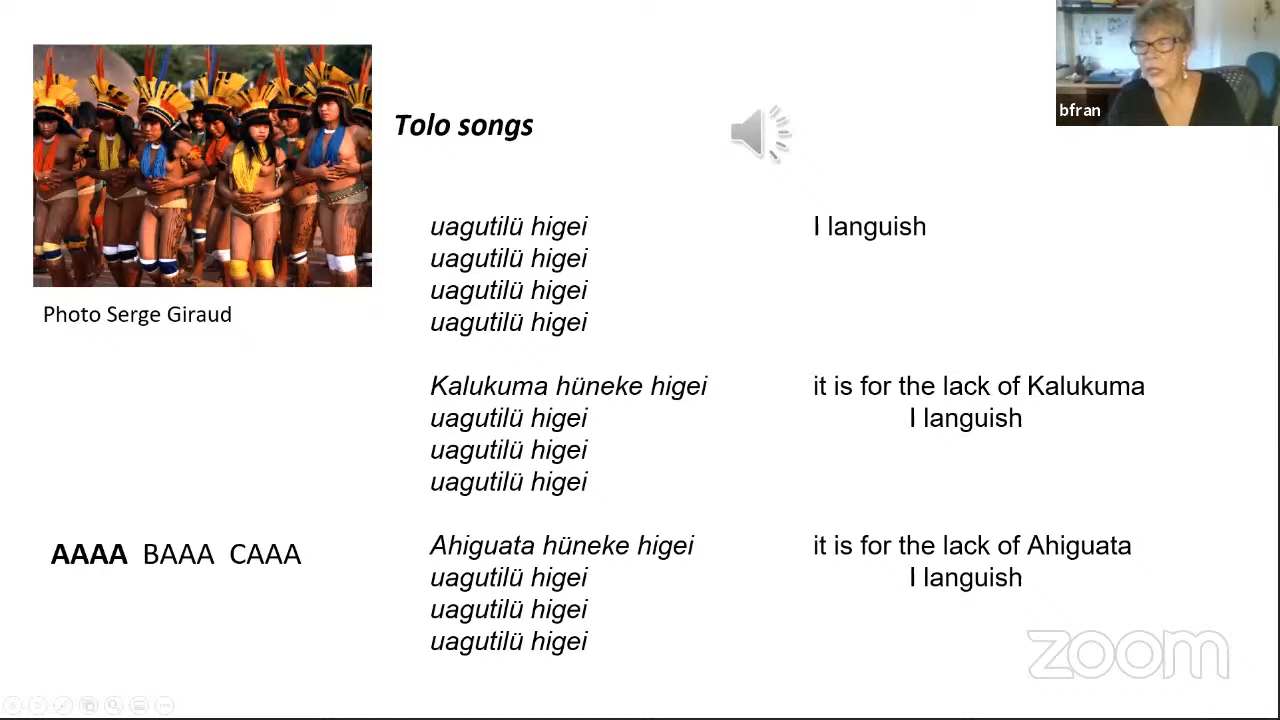 bfran
Tolo songs
uagutilü higei
I languish
uagutilü higei
uagutilü higei
uagutilü higei
Photo Serge Giraud
Kalukuma hüneke higei
it is for the lack of Kalukuma
uagutilü higei
I languish
uagutilü higei
uagutilü higei
AAAA BAAA CAAA
Ahiguata hüneke higei
it is for the lack of Ahiguata
uagutilü higei
I languish
uagutilü higei
uagutilü higei
zoom